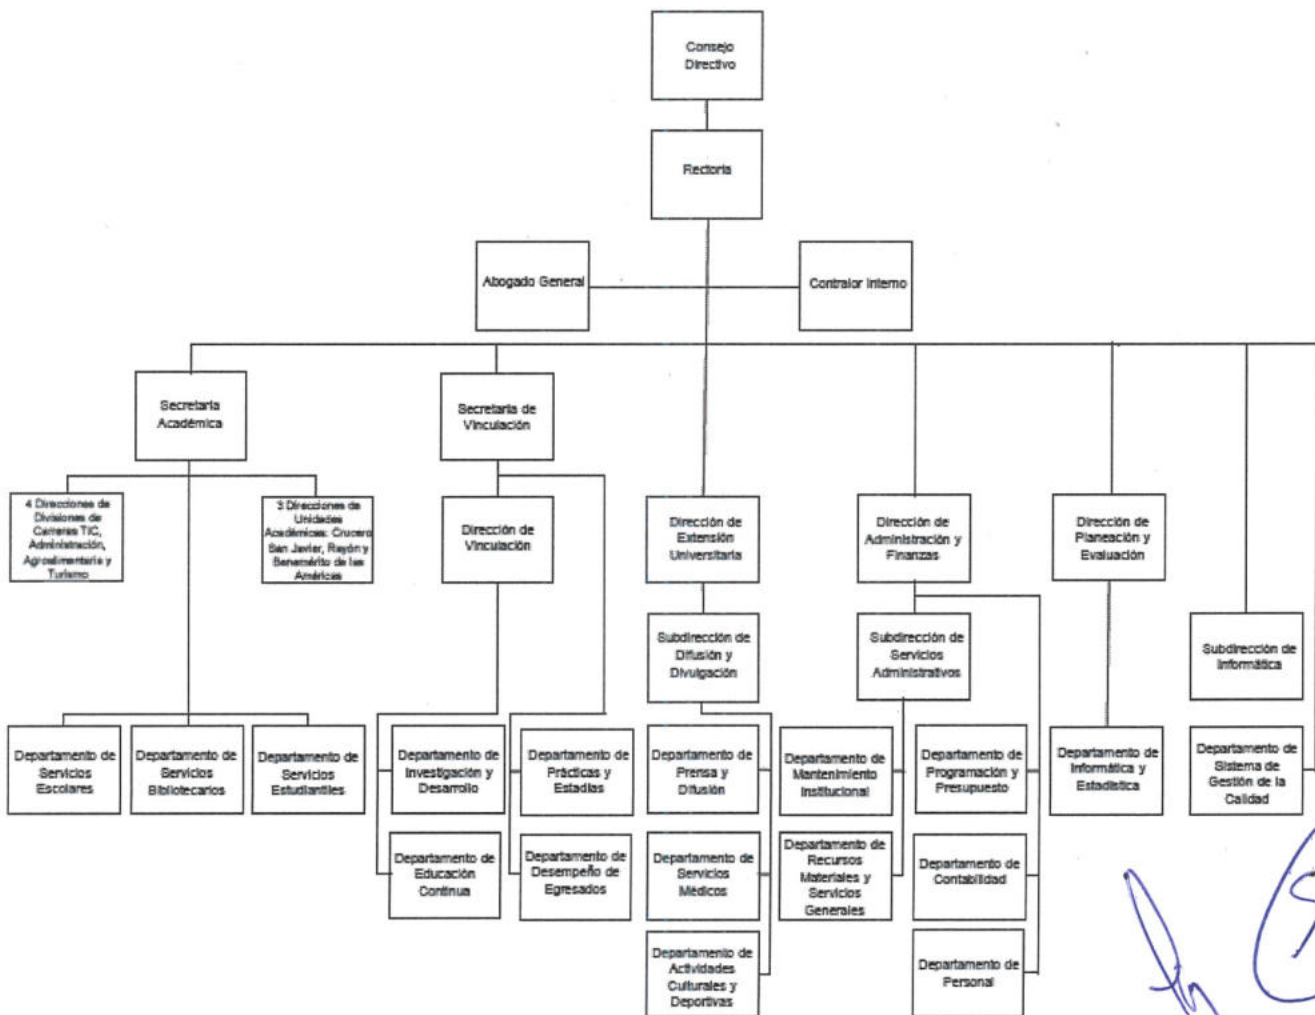 Consejo
Directivo
Rectoría
Abogado General
Contralor Interno
Secretaría
Académica
Secretaría de
Vinculación
4 Direcciones de
Divisiones de
Carreras TIC,
Administración,
Agroalimentaria y
Turismo
3 Direcciones de
Unidades
Académicas: Crucero
San Javier, Rayón y
Benemérito de las
Américas
Dirección de
Vinculación
Dirección de
Extensión
Universitaria
Dirección de
Administración y
Finanzas
Dirección de
Planeación y
Evaluación
Subdirección de
Difusión y
Divulgación
Subdirección de
Servicios
Administrativos
Subdirección de
Informática
Departamento de
Servicios
Escolares
Departamento de
Servicios
Bibliotecarios
Departamento de
Servicios
Estudiantiles
Departamento de
Investigación y
Desarrollo
Departamento de
Prácticas y
Estadías
Departamento de
Prensa y
Difusión
Departamento de
Mantenimiento
Institucional
Departamento de
Programación y
Presupuesto
Departamento de
Informática y
Estadística
Departamento de
Sistema de
Gestión de la
Calidad
Departamento de
Educación
Continua
Departamento de
Desempeño de
Egresados
Departamento de
Servicios
Médicos
Departamento de
Recursos
Materiales y
Servicios
Generales
Departamento de
Contabilidad
Departamento de
Actividades
Culturales y
Deportivas
Departamento de
Personal